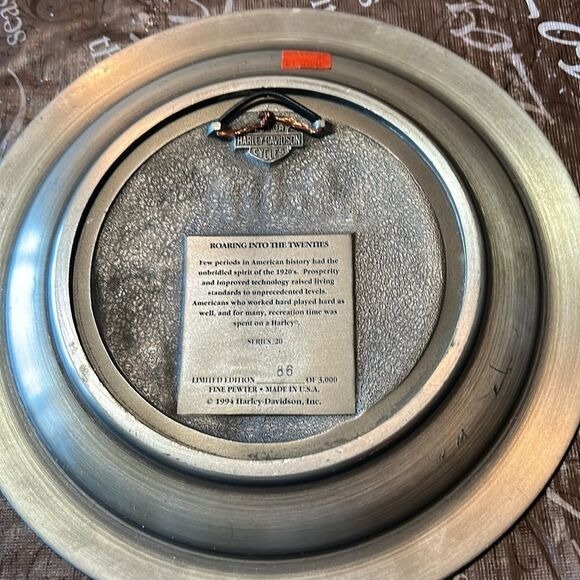 HARLEY-DAVIDSON
CYCLES
ROARING INTO THE TWENTIES
Few periods in American history had the
unbridled spirit of the 1920's. Prosperity
and improved technology raised living
standards to unprecedented levels.
Americans who worked hard played hard as
well, and for many, recreation time was
spent on a Harley®.
SERIES 20
86
LIMITED EDITION ________ OF 3,000
FINE PEWTER • MADE IN U.S.A.
© 1994 Harley-Davidson, Inc.